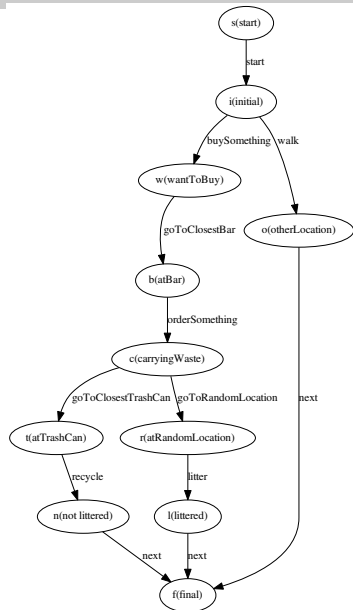 s(start)
start
i(initial)
buySomething
walk
w(wantToBuy)
o(otherLocation)
goToClosestBar
b(atBar)
orderSomething
c(carryingWaste)
goToClosestTrashCan
goToRandomLocation
next
t(atTrashCan)
r(atRandomLocation)
recycle
litter
n(not littered)
l(littered)
next
next
f(final)